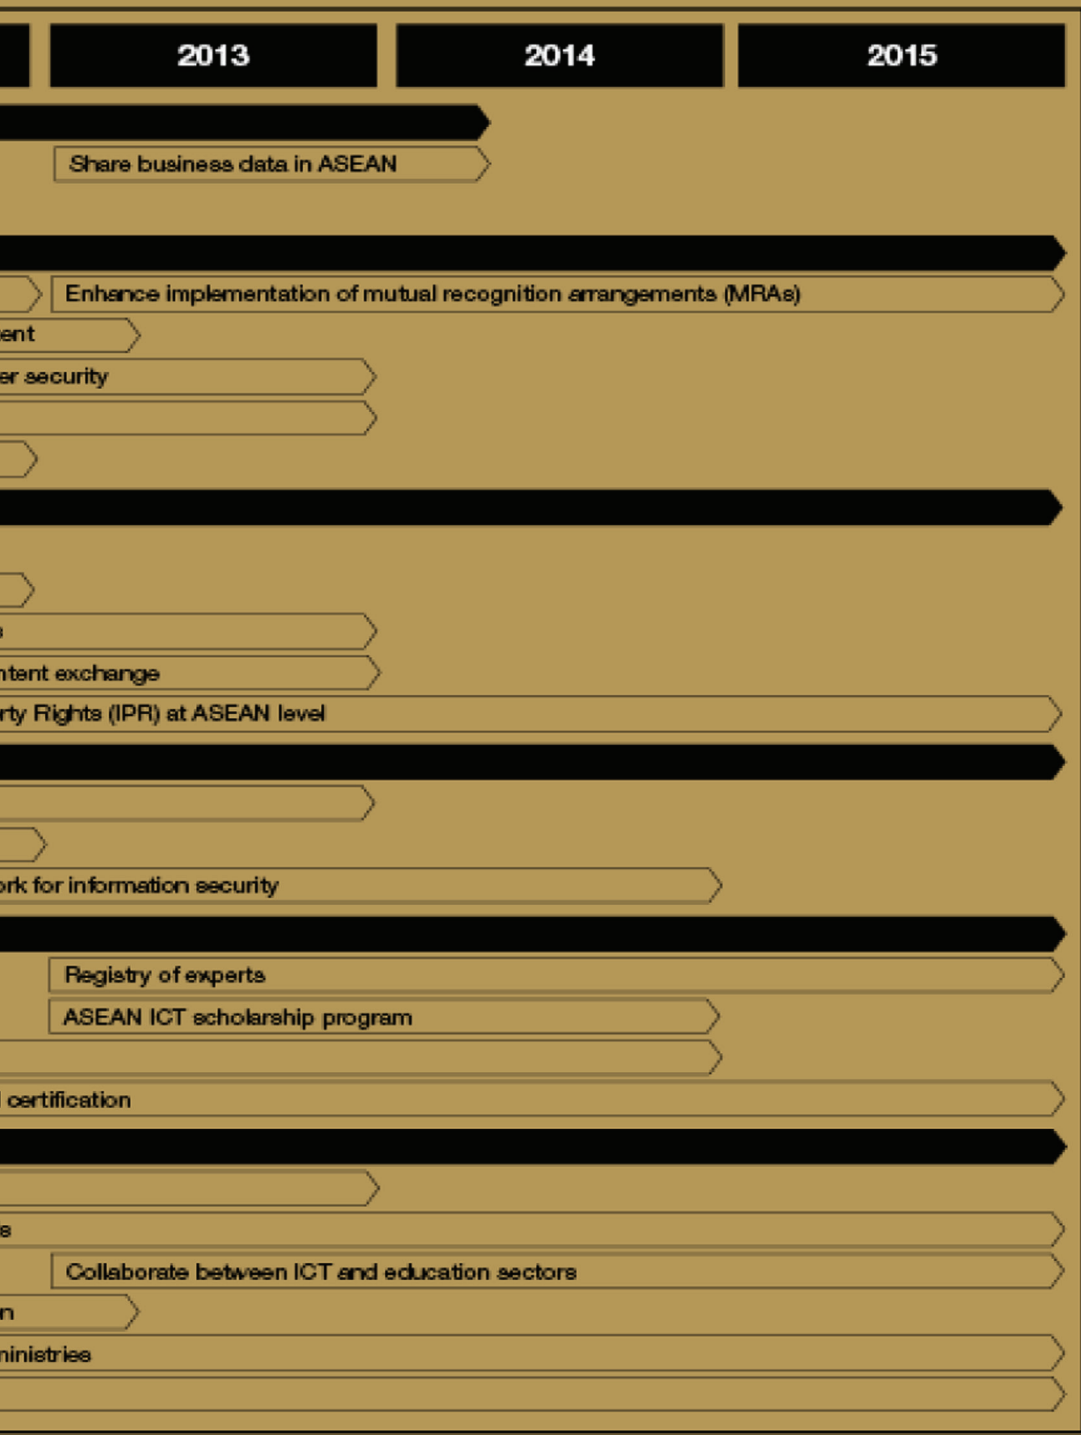 2013 2014 2015
Share business data in ASEAN
Enhance implementation of mutual recognition arrangements (MRAs)
ent
er security
s
ntent exchange
rty Rights (IPR) at ASEAN level
ork for information security
Registry of experts
ASEAN ICT scholarship program
certification
s
Collaborate between ICT and education sectors
n
ministries